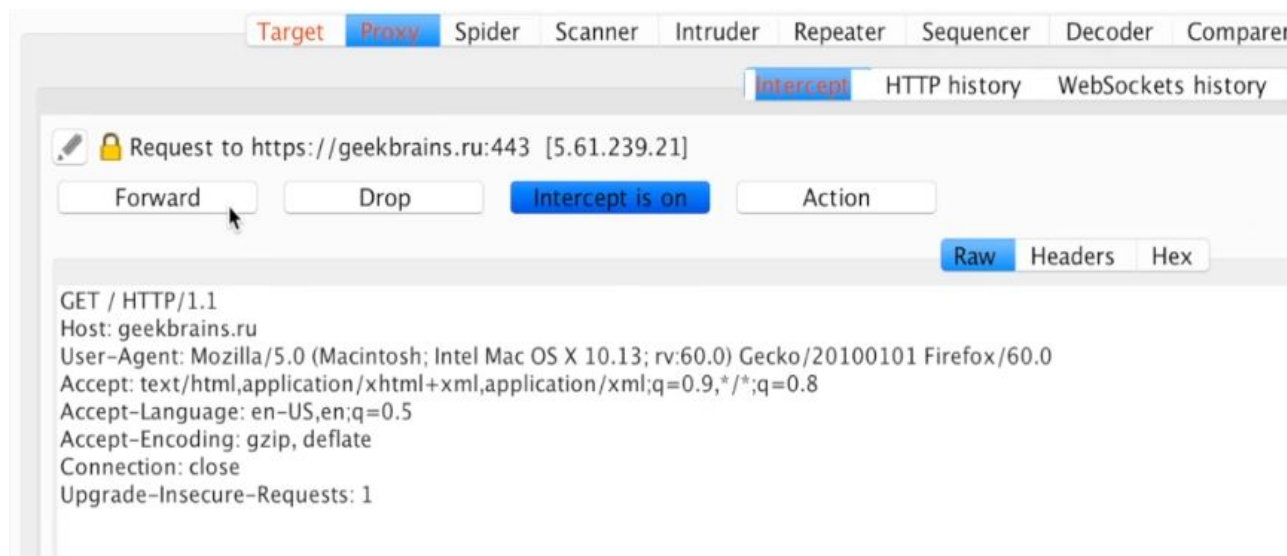 Target Proxy Spider Scanner Intruder Repeater Sequencer Decoder Comparer
Intercept HTTP history WebSockets history
Request to https://geekbrains.ru:443 [5.61.239.21]
Forward Drop Intercept is on Action
Raw Headers Hex
GET / HTTP/1.1
Host: geekbrains.ru
User-Agent: Mozilla/5.0 (Macintosh; Intel Mac OS X 10.13; rv:60.0) Gecko/20100101 Firefox/60.0
Accept: text/html,application/xhtml+xml,application/xml;q=0.9,*/*;q=0.8
Accept-Language: en-US,en;q=0.5
Accept-Encoding: gzip, deflate
Connection: close
Upgrade-Insecure-Requests: 1